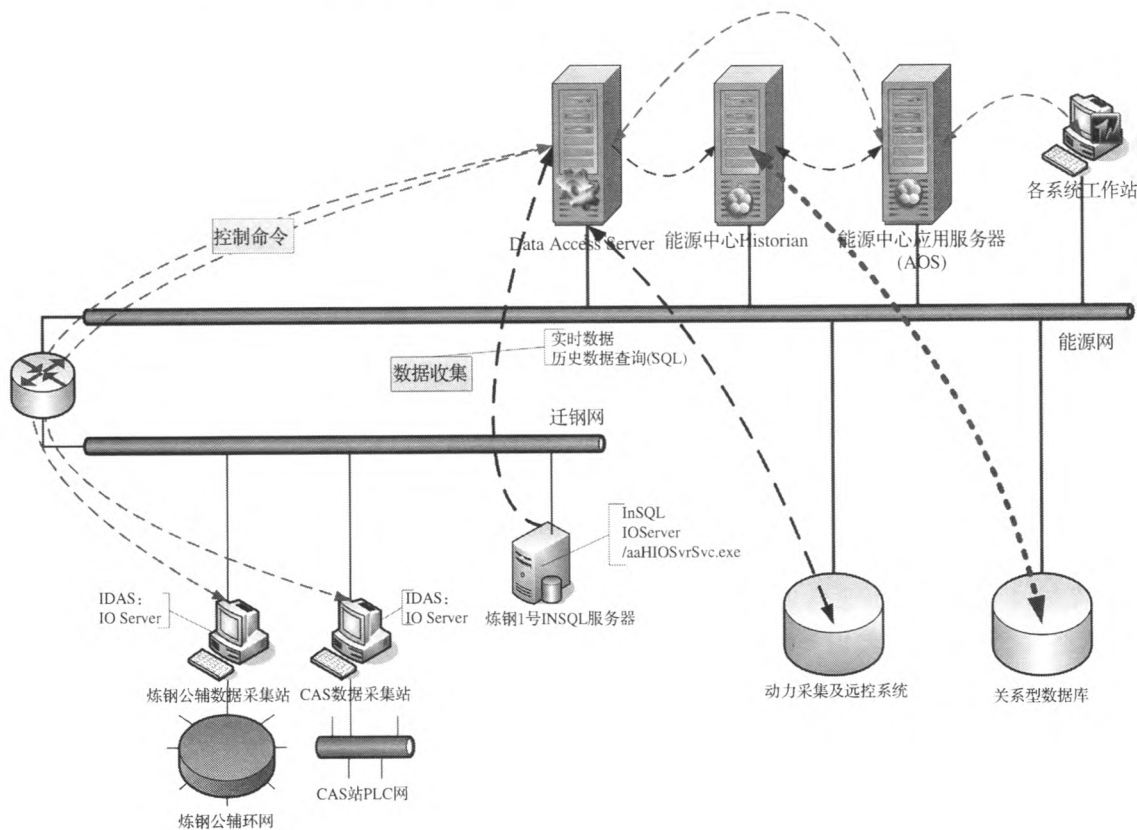 各系统工作站
控制命令
Data Access Server
能源中心Historian
能源中心应用服务器
(AOS)
实时数据
历史数据查询(SQL)
能源网
数据收集
迁钢网
InSQL
IOServer
/aaHIOSvrSvc.exe
IDAS：
IO Server
IDAS：
IO Server
炼钢1号INSQL服务器
炼钢公辅数据采集站
CAS数据采集站
动力采集及远控系统
关系型数据库
CAS站PLC网
炼钢公辅环网